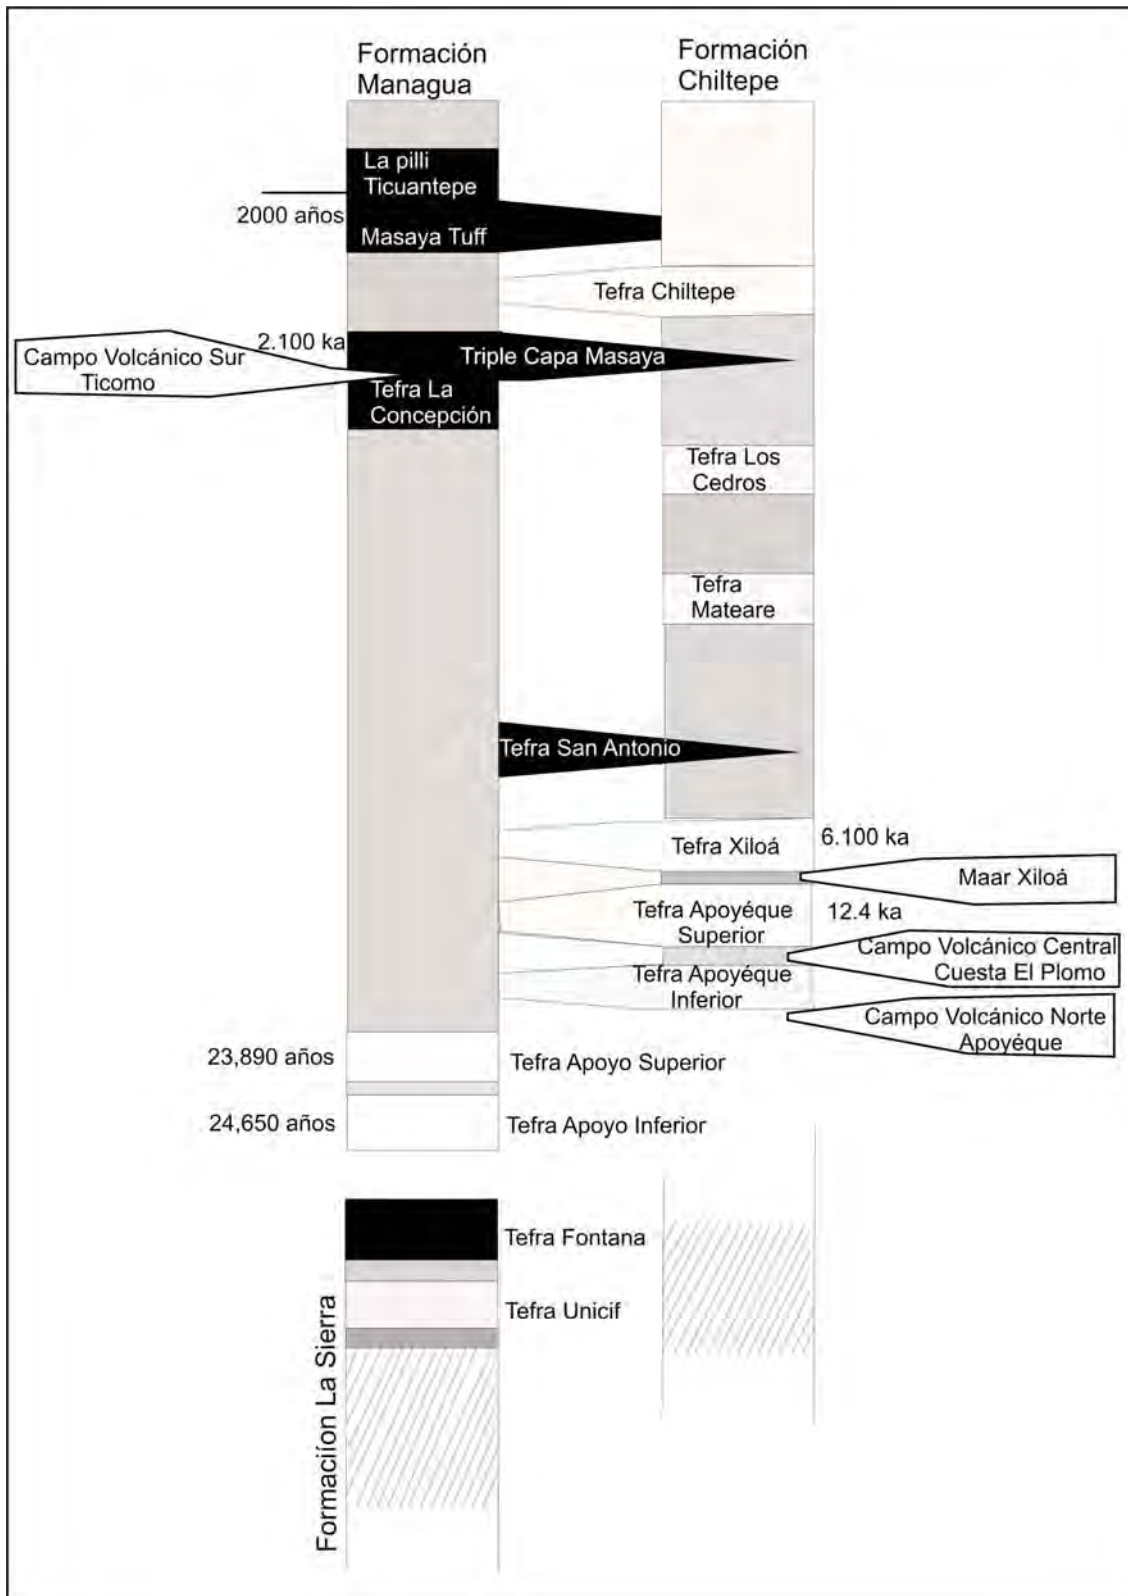 Formación
Managua
Formación
Chiltepe
La pilli
Ticuantepe
2000 años
Masaya Tuff
Tefra Chiltepe
2.100 ka
Campo Volcánico Sur
Ticomo
Triple Capa Masaya
Tefra La
Concepción
Tefra Los
Cedros
Tefra
Mateare
Tefra San Antonio
Tefra Xiloá
6.100 ka
Maar Xiloá
Tefra Apoyéque
Superior
12.4 ka
Campo Volcánico Central
Cuesta El Plomo
Tefra Apoyéque
Inferior
Campo Volcánico Norte
Apoyéque
23,890 años
Tefra Apoyo Superior
24,650 años
Tefra Apoyo Inferior
Tefra Fontana
Tefra Unicif
Formaciíon La Sierra